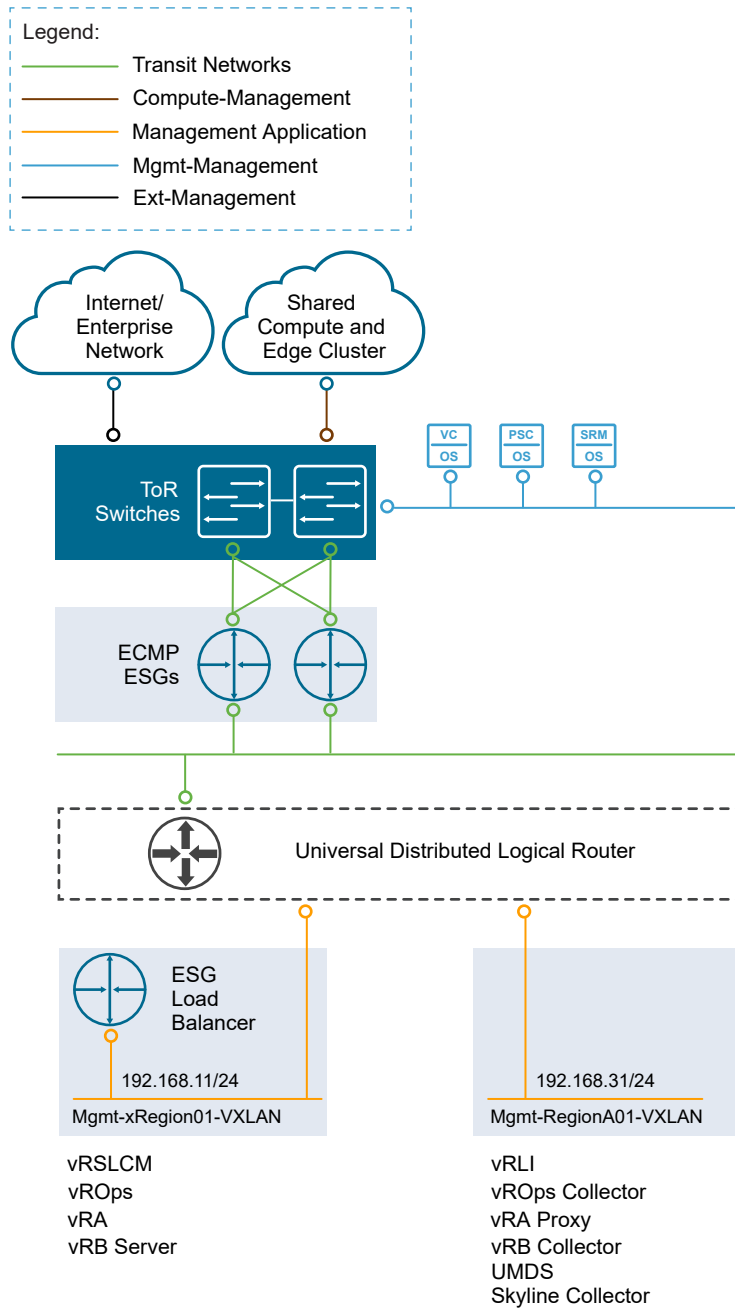 Legend:
Transit Networks
Compute-Management
Management Application
Mgmt-Management
Ext-Management
Internet/
Enterprise
Network
Shared
Compute and
Edge Cluster
VC
OS
PSC
OS
SRM
OS
ToR
Switches
ECMP
ESGs
Universal Distributed Logical Router
ESG
Load
Balancer
192.168.11/24
Mgmt-xRegion01-VXLAN
192.168.31/24
Mgmt-RegionA01-VXLAN
vRSLCM
vROps
vRA
vRB Server
vRLI
vROps Collector
vRA Proxy
vRB Collector
UMDS
Skyline Collector